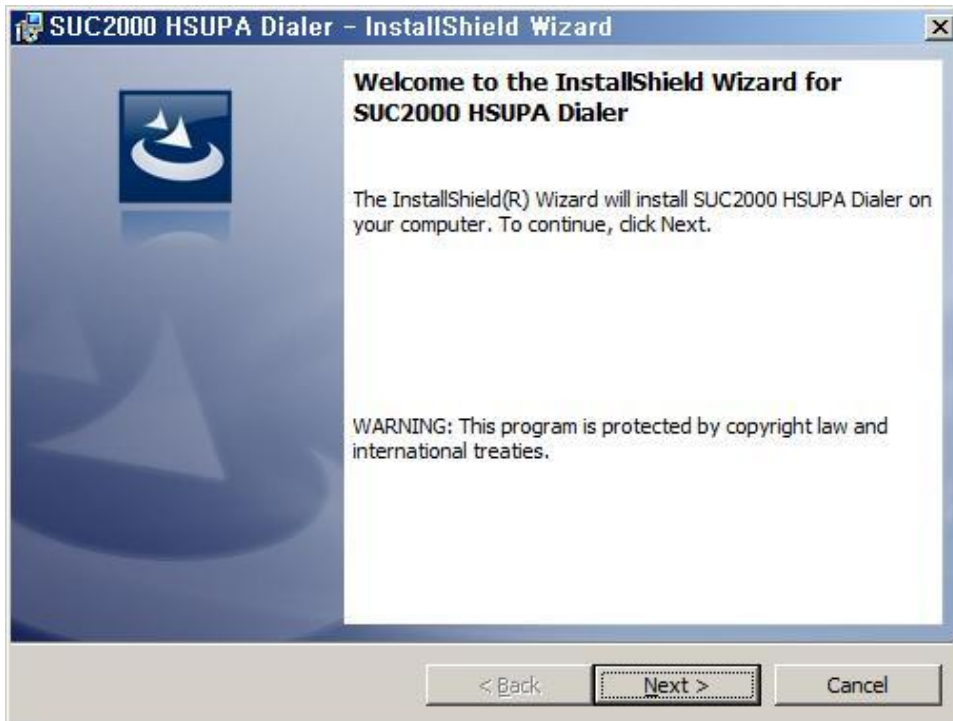 SUC2000 HSUPA Dialer – InstallShield Wizard
Welcome to the InstallShield Wizard for
SUC2000 HSUPA Dialer
The InstallShield(R) Wizard will install SUC2000 HSUPA Dialer on
your computer. To continue, click Next.
WARNING: This program is protected by copyright law and
international treaties.
< Back
Next >
Cancel